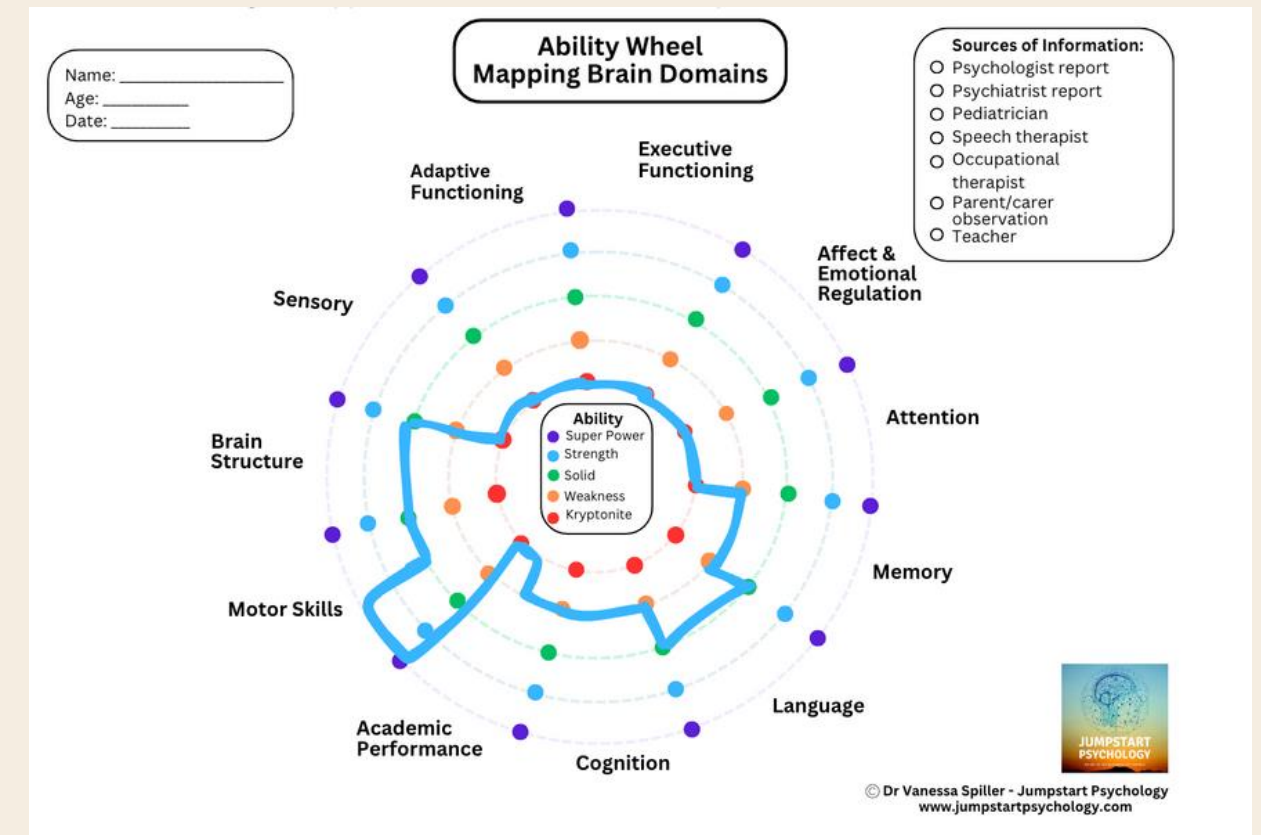 Ability Wheel
Mapping Brain Domains
Name: ____________________
Age: __________
Date: _________
Sources of Information:
Psychologist report
Psychiatrist report
Pediatrician
Speech therapist
Occupational
therapist
Parent/carer
observation
Teacher
Adaptive
Functioning
Executive
Functioning
Affect &
Emotional
Regulation
Sensory
Attention
Brain
Structure
Ability
Super Power
Strength
Solid
Weakness
Kryptonite
Memory
Motor Skills
Language
Academic
Performance
Cognition
JUMPSTART
PSYCHOLOGY
© Dr Vanessa Spiller - Jumpstart Psychology
www.jumpstartpsychology.com